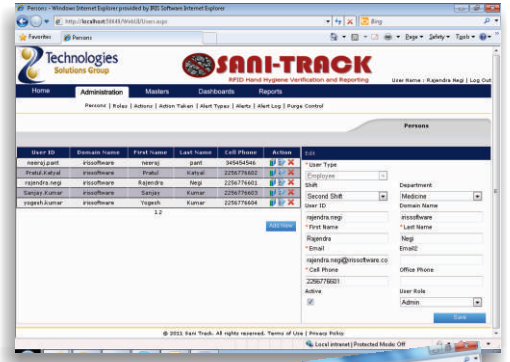 Persons - Windows Internet Explorer provided by IRIS Software Internet Explorer
Bing
Favorites Persons
Page Safety Tools
Technologies
Solutions Group
SANI-TRACK
RFID Hand Hygiene Verification and Reporting
User Name : Rajendra Negi | Log Out
Home Administration Masters Dashboards Reports
Persons | Roles | Actions | Action Taken | Alert Types | Alerts | Alert Log | Purge Control
Persons
User ID Domain Name First Name Last Name Cell Phone Action
neeraj.pant irissoftware neeraj pant 345454546
Pratul.Katyal irissoftware Pratul Katyal 2256776602
rajendra.negi irissoftware Rajendra Negi 2256776601
Sanjay.Kumar irissoftware Sanjay Kumar 2256776603
yogesh.kumar irissoftware Yogesh Kumar 2256776604
1 2
Add New
Edit
* User Type
Employee
Shift Department
Second Shift Medicine
User ID Domain Name
rajendra.negi irissoftware
* First Name * Last Name
Rajendra Negi
* Email Email2
rajendra.negi@irissoftware.co
* Cell Phone Office Phone
2256776601
Active User Role
Admin
Save
© 2011 Sani Track. All rights reserved. Terms of Use | Privacy Policy
Local intranet | Protected Mode: Off